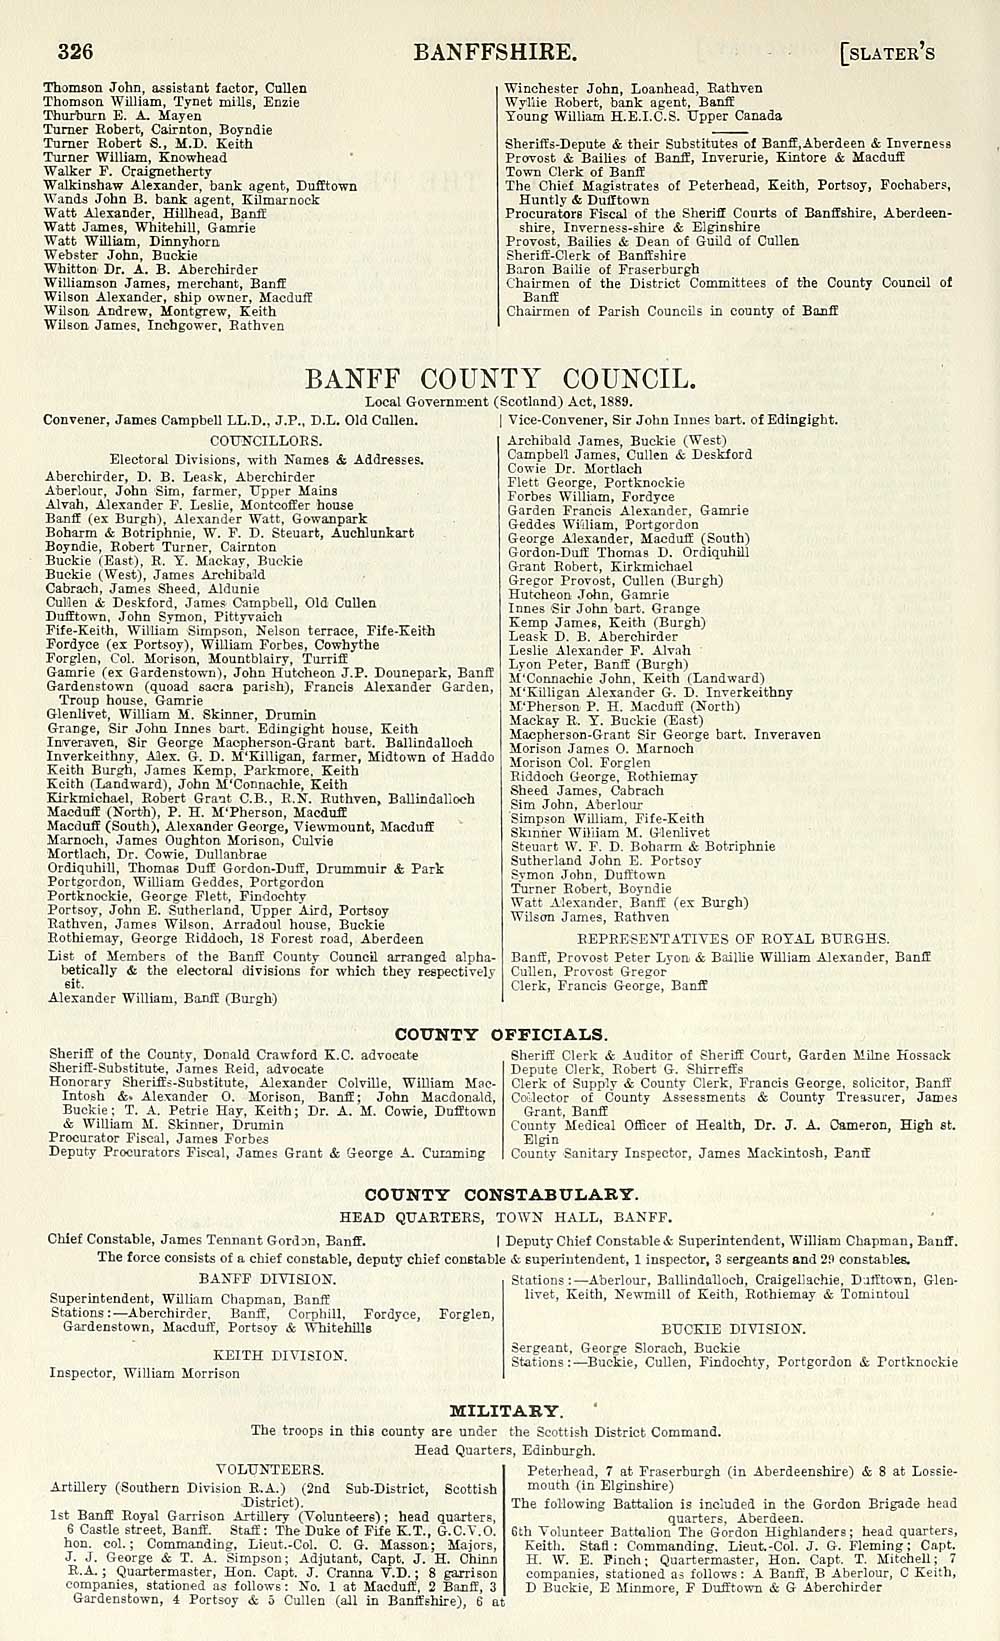 326
BANFFSHIRE.
[SLATER'S
Thomson John, assistant factor, Cullen
Thomson William, Tynet mills, Enzie
Thurburn E. A. Mayen
Turner Robert, Cairnton, Boyndie
Turner Robert S., M.D. Keith
Turner William, Knowhead
Walker F. Craignetherty
Walkinshaw Alexander, bank agent, Dufftown
Wands John B. bank agent, Kilmarnock
Watt Alexander, Hillhead, Banff
Watt James, Whitehill, Gamrie
Watt William, Dinnyhorn
Webster John, Buckie
Whitton Dr. A. B. Aberchirder
Williamson James, merchant, Banff
Wilson Alexander, ship owner, Macduff
Wilson Andrew, Montgrew, Keith
Wilson James, Inchgower, Rathven
Winchester John, Loanhead, Rathven
Wyllie Robert, bank agent, Banff
Young William H.E.I.C.S. Upper Canada
Sheriffs-Depute & their Substitutes of Banff, Aberdeen & Inverness
Provost & Bailies of Banff, Inverurie, Kintore & Macduff
Town Clerk of Banff
The Chief Magistrates of Peterhead, Keith, Portsoy, Fochabers,
Huntly & Dufftown
Procurators Fiscal of the Sheriff Courts of Banffshire, Aberdeen-
shire, Inverness-shire & Elginshire
Provost, Bailies & Dean of Guild of Cullen
Sheriff-Clerk of Banffshire
Baron Bailie of Fraserburgh
Chairmen of the District Committees of the County Council of
Banff
Chairmen of Parish Councils in county of Banff
BANFF COUNTY COUNCIL.
Local Government (Scotland) Act, 1889.
Convener, James Campbell LL.D., J.P., D.L. Old Cullen.
Vice-Convener, Sir John Innes bart. of Edingight.
COUNCILLORS.
Electoral Divisions, with Names & Addresses.
Aberchirder, D. B. Leask, Aberchirder
Aberlour, John Sim, farmer, Upper Mains
Alvah, Alexander F. Leslie, Montcoffer house
Banff (ex Burgh), Alexander Watt, Gowanpark
Boharm & Botriphnie, W. F. D. Steuart, Auchlunkart
Boyndie, Robert Turner, Cairnton
Buckie (East), R. Y. Mackay, Buckie
Buckie (West), James Archibald
Cabrach, James Sheed, Aldunie
Cullen & Deskford, James Campbell, Old Cullen
Dufftown, John Symon, Pittyvaich
Fife-Keith, William Simpson, Nelson terrace, Fife-Keith
Fordyce (ex Portsoy), William Forbes, Cowhythe
Forglen, Col. Morison, Mountblairy, Turriff
Gamrie (ex Gardenstown), John Hutcheon J.P. Dounepark, Banff
Gardenstown (quoad sacra parish), Francis Alexander Garden,
Troup house, Gamrie
Glenlivet, William M. Skinner, Drumin
Grange, Sir John Innes bart. Edingight house, Keith
Inveraven, Sir George Macpherson-Grant bart. Ballindalloch
Inverkeithny, Alex. G. D. M'Killigan, farmer, Midtown of Haddo
Keith Burgh, James Kemp, Parkmore, Keith
Keith (Landward), John M'Connachie, Keith
Kirkmichael, Robert Grant C.B., R.N. Ruthven, Ballindalloch
Macduff (North), P. H. M'Pherson, Macduff
Macduff (South), Alexander George, Viewmount, Macduff
Marnoch, James Oughton Morison, Culvie
Mortlach, Dr. Cowie, Dullanbrae
Ordiquhill, Thomas Duff Gordon-Duff, Drummuir & Park
Portgordon, William Geddes, Portgordon
Portknockie, George Flett, Findochty
Portsoy, John E. Sutherland, Upper Aird, Portsoy
Rathven, James Wilson, Arradoul house, Buckie
Rothiemay, George Riddoch, 18 Forest road, Aberdeen
List of Members of the Banff County Council arranged alpha-
betically & the electoral divisions for which they respectively
sit.
Alexander William, Banff (Burgh)
Archibald James, Buckie (West)
Campbell James, Cullen & Deskford
Cowie Dr. Mortlach
Flett George, Portknockie
Forbes William, Fordyce
Garden Francis Alexander, Gamrie
Geddes William, Portgordon
George Alexander, Macduff (South)
Gordon-Duff Thomas D. Ordiquhill
Grant Robert, Kirkmichael
Gregor Provost, Cullen (Burgh)
Hutcheon John, Gamrie
Innes Sir John bart. Grange
Kemp James, Keith (Burgh)
Leask D. B. Aberchirder
Leslie Alexander F. Alvah
Lyon Peter, Banff (Burgh)
M'Connachie John, Keith (Landward)
M'Killigan Alexander G. D. Inverkeithny
M'Pherson P. H. Macduff (North)
Mackay R. Y. Buckie (East)
Macpherson-Grant Sir George bart. Inveraven
Morison James O. Marnoch
Morison Col. Forglen
Riddoch George, Rothiemay
Sheed James, Cabrach
Sim John, Aberlour
Simpson William, Fife-Keith
Skinner William M. Glenlivet
Steuart W. F. D. Boharm & Botriphnie
Sutherland John E. Portsoy
Symon John, Dufftown
Turner Robert, Boyndie
Watt Alexander, Banff (ex Burgh)
Wilson James, Rathven
REPRESENTATIVES OF ROYAL BURGHS.
Banff, Provost Peter Lyon & Baillie William Alexander, Banff
Cullen, Provost Gregor
Clerk, Francis George, Banff
COUNTY OFFICIALS.
Sheriff of the County, Donald Crawford K.C. advocate
Sheriff-Substitute, James Reid, advocate
Honorary Sheriffs-Substitute, Alexander Colville, William Mac-
Intosh & Alexander O. Morison, Banff; John Macdonald,
Buckie; T. A. Petrie Hay, Keith; Dr. A. M. Cowie, Dufftown
& William M. Skinner, Drumin
Procurator Fiscal, James Forbes
Deputy Procurators Fiscal, James Grant & George A. Cumming
Sheriff Clerk & Auditor of Sheriff Court, Garden Milne Hossack
Depute Clerk, Robert G. Shirreffs
Clerk of Supply & County Clerk, Francis George, solicitor, Banff
Collector of County Assessments & County Treasurer, James
Grant, Banff
County Medical Officer of Health, Dr. J. A. Cameron, High st.
Elgin
County Sanitary Inspector, James Mackintosh, Banff
COUNTY CONSTABULARY.
HEAD QUARTERS, TOWN HALL, BANFF.
Chief Constable, James Tennant Gordon, Banff.
Deputy Chief Constable & Superintendent, William Chapman, Banff.
The force consists of a chief constable, deputy chief constable & superintendent, 1 inspector, 3 sergeants and 29 constables.
BANFF DIVISION.
Superintendent, William Chapman, Banff
Stations:—Aberchirder, Banff, Corphill, Fordyce, Forglen,
Gardenstown, Macduff, Portsoy & Whitehills
KEITH DIVISION.
Inspector, William Morrison
Stations:—Aberlour, Ballindalloch, Craigellachie, Dufftown, Glen-
livet, Keith, Newmill of Keith, Rothiemay & Tomintoul
BUCKIE DIVISION.
Sergeant, George Slorach, Buckie
Stations:—Buckie, Cullen, Findochty, Portgordon & Portknockie
MILITARY.
The troops in this county are under the Scottish District Command.
Head Quarters, Edinburgh.
VOLUNTEERS.
Artillery (Southern Division R.A.) (2nd Sub-District, Scottish
District).
1st Banff Royal Garrison Artillery (Volunteers); head quarters,
6 Castle street, Banff. Staff: The Duke of Fife K.T., G.C.V.O.
hon. col.; Commanding, Lieut.-Col. C. G. Masson; Majors,
J. J. George & T. A. Simpson; Adjutant, Capt. J. H. Chinn
R.A.; Quartermaster, Hon. Capt. J. Cranna V.D.; 8 garrison
companies, stationed as follows: No. 1 at Macduff, 2 Banff, 3
Gardenstown, 4 Portsoy & 5 Cullen (all in Banffshire), 6 at
Peterhead, 7 at Fraserburgh (in Aberdeenshire) & 8 at Lossie-
mouth (in Elginshire)
The following Battalion is included in the Gordon Brigade head
quarters, Aberdeen.
6th Volunteer Battalion The Gordon Highlanders; head quarters,
Keith. Staff: Commanding, Lieut.-Col. J. G. Fleming; Capt.
H. W. E. Finch; Quartermaster, Hon. Capt. T. Mitchell; 7
companies, stationed as follows: A Banff, B Aberlour, C Keith,
D Buckie, E Minmore, F Dufftown & G Aberchirder